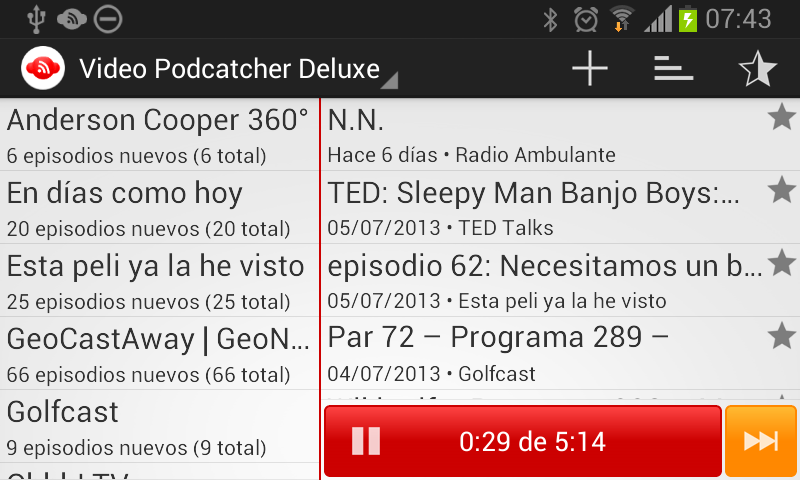 07:43
Video Podcatcher Deluxe
Anderson Cooper 360°
6 episodios nuevos (6 total)
En días como hoy
20 episodios nuevos (20 total)
Esta peli ya la he visto
25 episodios nuevos (25 total)
GeoCastAway | GeoN...
66 episodios nuevos (66 total)
Golfcast
9 episodios nuevos (9 total)
N.N.
Hace 6 días • Radio Ambulante
TED: Sleepy Man Banjo Boys:...
05/07/2013 • TED Talks
episodio 62: Necesitamos un b...
05/07/2013 • Esta peli ya la he visto
Par 72 – Programa 289 –
04/07/2013 • Golfcast
0:29 de 5:14